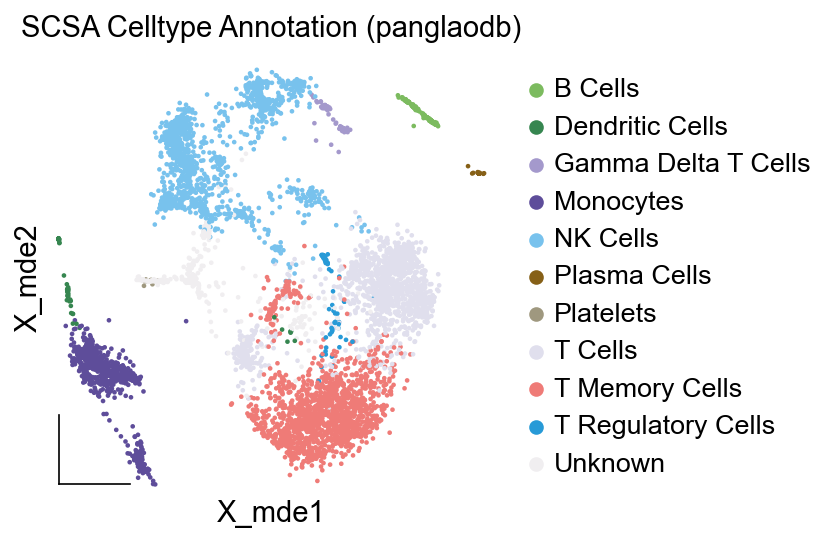 SCSA Celltype Annotation (panglaodb)
B Cells
Dendritic Cells
Gamma Delta T Cells
Monocytes
NK Cells
Plasma Cells
Platelets
T Cells
T Memory Cells
T Regulatory Cells
Unknown
X_mde2
X_mde1